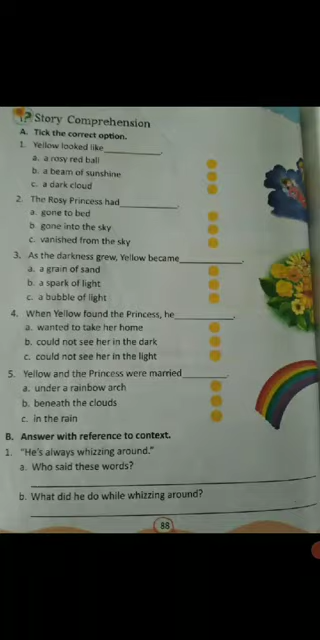 Story Comprehension
A. Tick the correct option.
1. Yellow looked like____________.
a. a rosy red ball
b. a beam of sunshine
c. a dark cloud
2. The Rosy Princess had____________.
a. gone to bed
b. gone into the sky
c. vanished from the sky
3. As the darkness grew, Yellow became____________.
a. a grain of sand
b. a spark of light
c. a bubble of light
4. When Yellow found the Princess, he____________.
a. wanted to take her home
b. could not see her in the dark
c. could not see her in the light
5. Yellow and the Princess were married________.
a. under a rainbow arch
b. beneath the clouds
c. in the rain
B. Answer with reference to context.
1. "He's always whizzing around."
a. Who said these words?
b. What did he do while whizzing around?
88